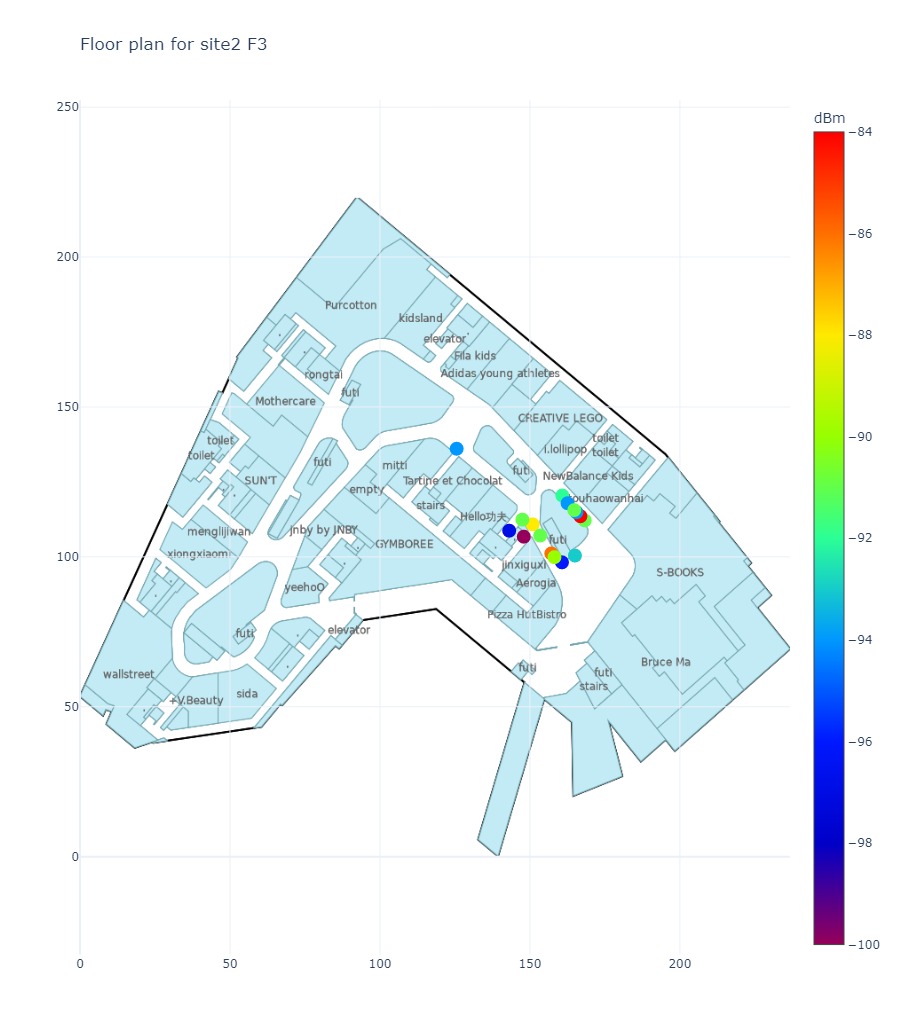 Floor plan for site2 F3
dBm
250
−84
−86
200
Purcotton
kidsland
−88
elevator
Fila kids
rongtai
Adidas young athletes
Mothercare
futi
150
CREATIVE LEGO
−90
toilet
toilet
I.lollipop
toilet
toilet
futi
mitti
futi
SUN'T
Tartine et Chocolat
NewBalance Kids
empty
ouhaowanhai
stairs
Hello功夫
−92
menglijiwan
jnby by JNBY
GYMBOREE
futi
100
xiongxiaom
jinxiguxi
S-BOOKS
yeehoO
Aerogia
−94
Pizza HutBistro
futi
elevator
Bruce Ma
wallstreet
futi
futi
stairs
+V.Beauty
sida
50
−96
−98
0
−100
0
50
100
150
200